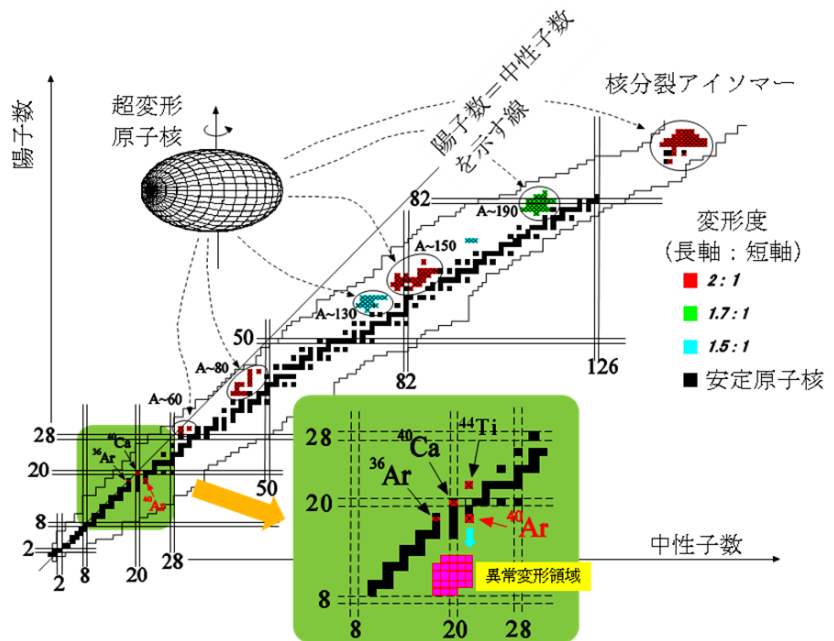 陽子数
超変形
原子核
陽子数=中性子数
を示す線
核分裂アイソマー
82
A~190
126
変形度
(長軸:短軸)
2:1
1.7:1
1.5:1
安定原子核
A~150
A~130
50
82
A~80
A~60
28
20
8
2
40Ca
36Ar
40Ar
2
8
20
28
50
中性子数
28
20
8
40Ca
44Ti
36Ar
40Ar
異常変形領域
8
20
28